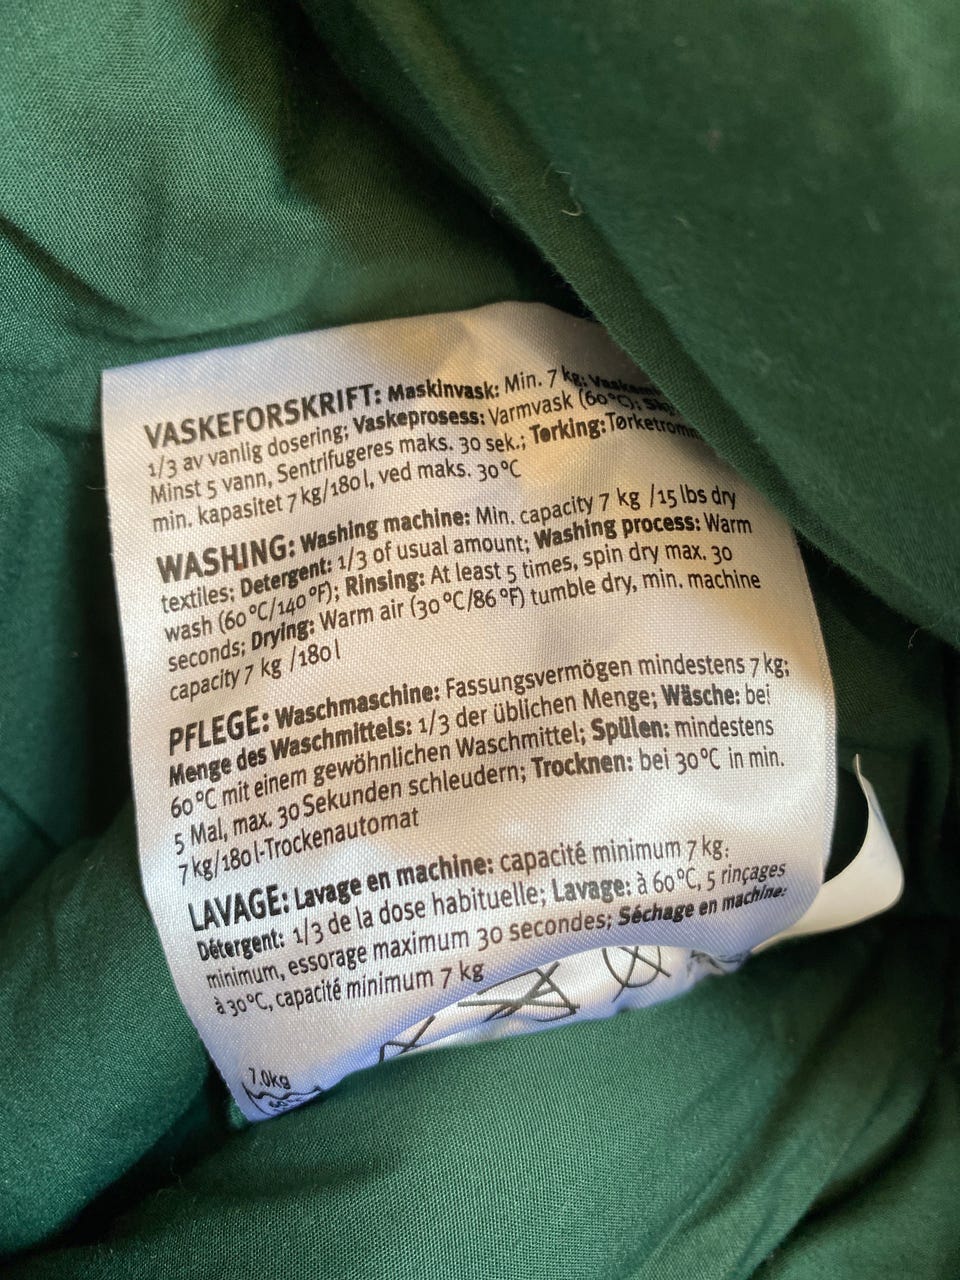 VASKEFORSKRIFT: Maskinvask: Min. 7 kg;
1/3 av vanlig dosering; Vaskeprosess: Varmvask (60°C);
Minst 5 vann, Sentrifugeres maks. 30 sek.; Tørking: Tørketromm
min. kapasitet 7 kg/180 l, ved maks. 30°C
WASHING: Washing machine: Min. capacity 7 kg /15 lbs dry
textiles; Detergent: 1/3 of usual amount; Washing process: Warm
wash (60°C/140°F); Rinsing: At least 5 times, spin dry max. 30
seconds; Drying: Warm air (30°C/86°F) tumble dry, min. machine
capacity 7 kg /180 l
PFLEGE: Waschmaschine: Fassungsvermögen mindestens 7 kg;
Menge des Waschmittels: 1/3 der üblichen Menge; Wäsche: bei
60°C mit einem gewöhnlichen Waschmittel; Spülen: mindestens
5 Mal, max. 30 Sekunden schleudern; Trocknen: bei 30°C in min.
7 kg/180 l-Trockenautomat
LAVAGE: Lavage en machine: capacité minimum 7 kg:
Détergent: 1/3 de la dose habituelle; Lavage: à 60°C, 5 rinçages
minimum, essorage maximum 30 secondes; Séchage en machine:
à 30°C, capacité minimum 7 kg
7.0kg